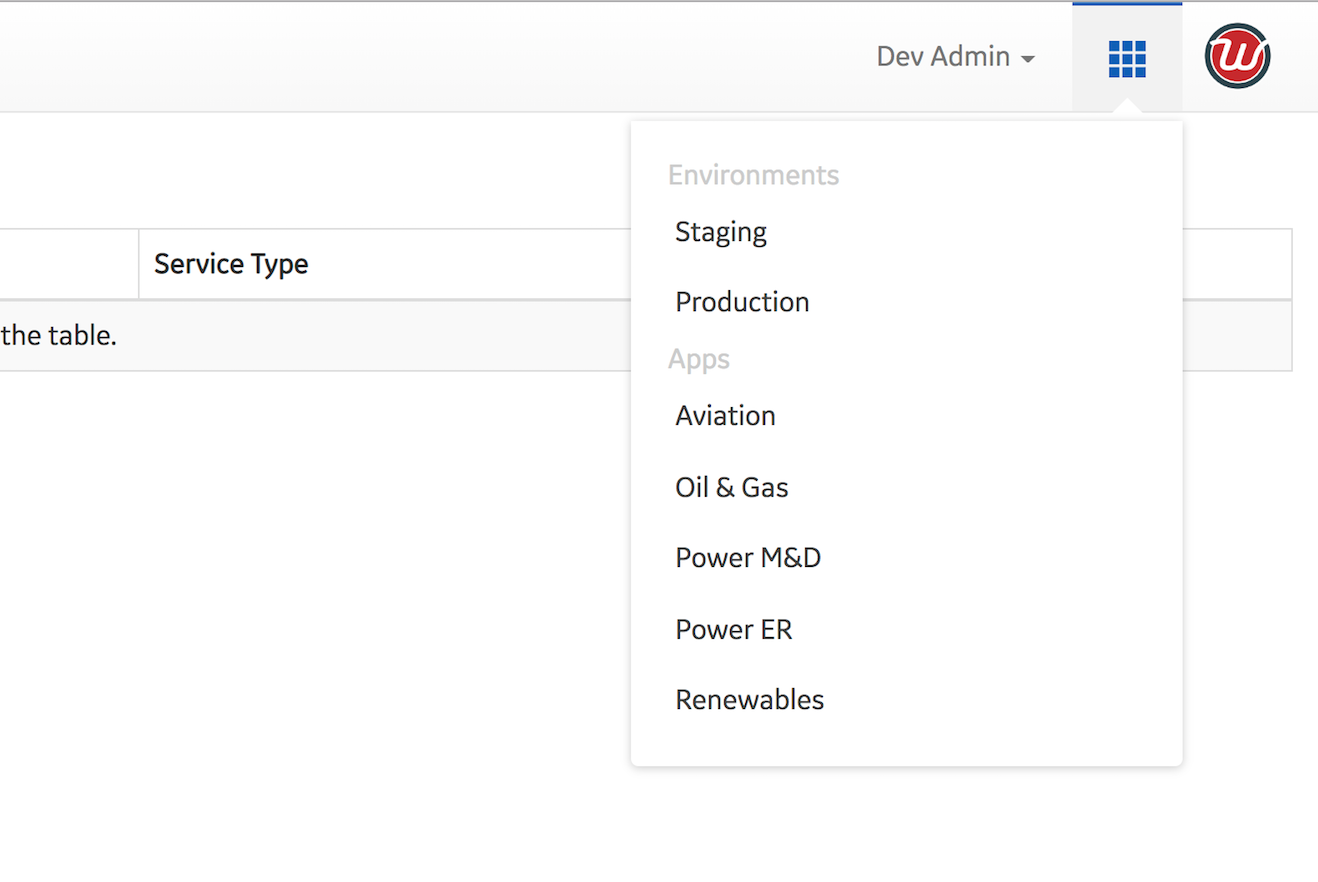 Dev Admin
W
Environments
Staging
Production
Apps
Aviation
Oil & Gas
Power M&D
Power ER
Renewables
Service Type
the table.